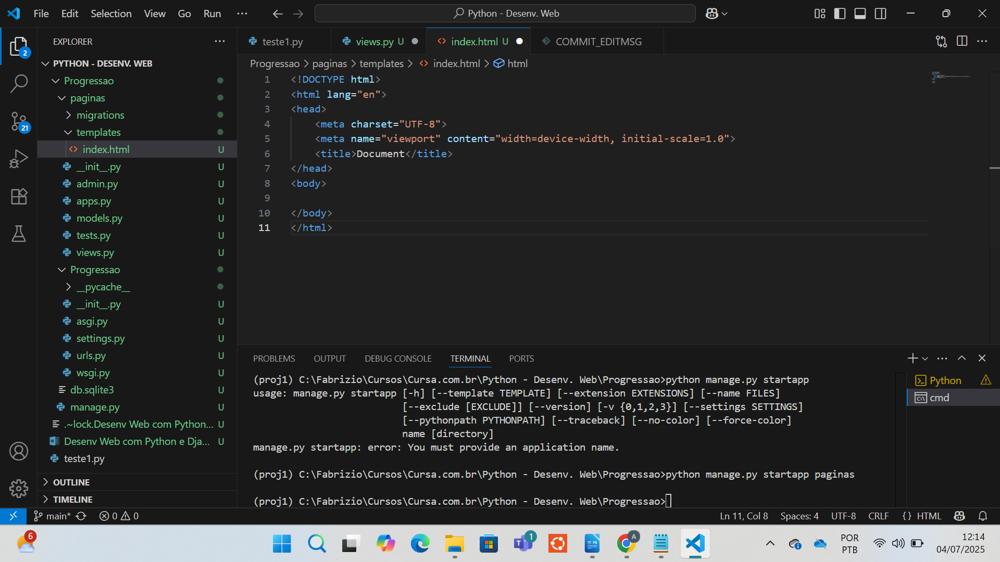 File Edit Selection View Go Run ···
Python - Desenv. Web
EXPLORER
2
21
PYTHON - DESENV. WEB
Progressao
paginas
migrations
templates
index.html U
__init__.py U
admin.py U
apps.py U
models.py U
tests.py U
views.py U
Progressao
__pycache__
__init__.py U
asgi.py U
settings.py U
urls.py U
wsgi.py U
db.sqlite3 U
manage.py U
.~lock.Desenv Web com Python... U
Desenv Web com Python e Dja... U
teste1.py
OUTLINE
TIMELINE
teste1.py views.py U index.html U COMMIT_EDITMSG
Progressao > paginas > templates > index.html > html
1 <!DOCTYPE html>
2 <html lang="en">
3 <head>
4 <meta charset="UTF-8">
5 <meta name="viewport" content="width=device-width, initial-scale=1.0">
6 <title>Document</title>
7 </head>
8 <body>
9
10 </body>
11 </html>
PROBLEMS OUTPUT DEBUG CONSOLE TERMINAL PORTS
(proj1) C:\Fabrizio\Cursos\Cursa.com.br\Python - Desenv. Web\Progressao>python manage.py startapp
usage: manage.py startapp [-h] [--template TEMPLATE] [--extension EXTENSIONS] [--name FILES]
[--exclude [EXCLUDE]] [--version] [-v {0,1,2,3}] [--settings SETTINGS]
[--pythonpath PYTHONPATH] [--traceback] [--no-color] [--force-color]
name [directory]
manage.py startapp: error: You must provide an application name.
(proj1) C:\Fabrizio\Cursos\Cursa.com.br\Python - Desenv. Web\Progressao>python manage.py startapp paginas
(proj1) C:\Fabrizio\Cursos\Cursa.com.br\Python - Desenv. Web\Progressao>
Python
cmd
main* 0 0
Ln 11, Col 8 Spaces: 4 UTF-8 CRLF {} HTML
6
1
A
POR
PTB
12:14
04/07/2025